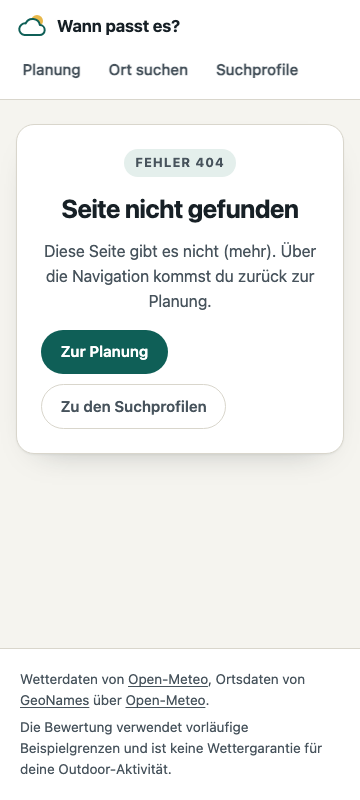 Wann passt es?
Planung Ort suchen Suchprofile
FEHLER 404
Seite nicht gefunden
Diese Seite gibt es nicht (mehr). Über
die Navigation kommst du zurück zur
Planung.
Zur Planung
Zu den Suchprofilen
Wetterdaten von Open-Meteo, Ortsdaten von
GeoNames über Open-Meteo.
Die Bewertung verwendet vorläufige
Beispielgrenzen und ist keine Wettergarantie für
deine Outdoor-Aktivität.